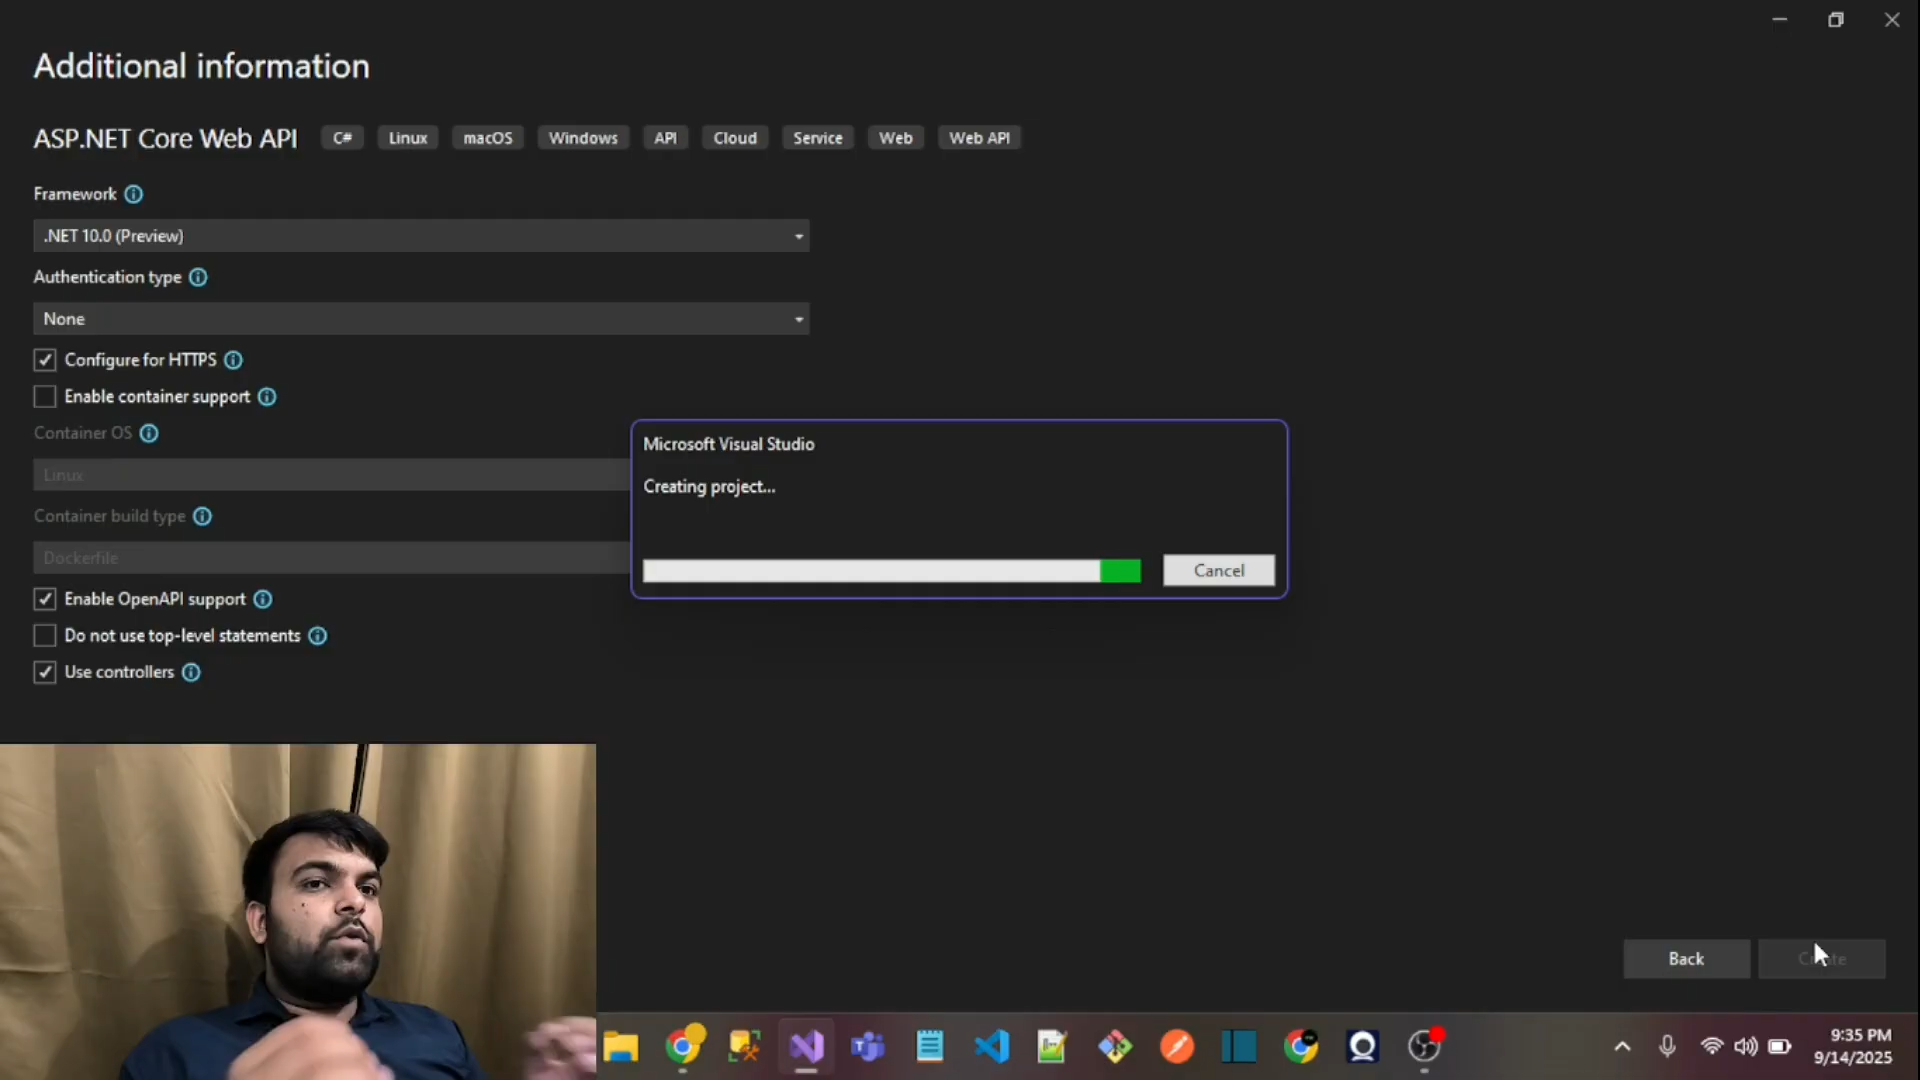 Additional information
ASP.NET Core Web API C# Linux macOS Windows API Cloud Service Web Web API
Framework
.NET 10.0 (Preview)
Authentication type
None
Configure for HTTPS
Enable container support
Container OS
Linux
Container build type
Dockerfile
Enable OpenAPI support
Do not use top-level statements
Use controllers
Microsoft Visual Studio
Creating project...
Cancel
Back
Create
9:35 PM
9/14/2025